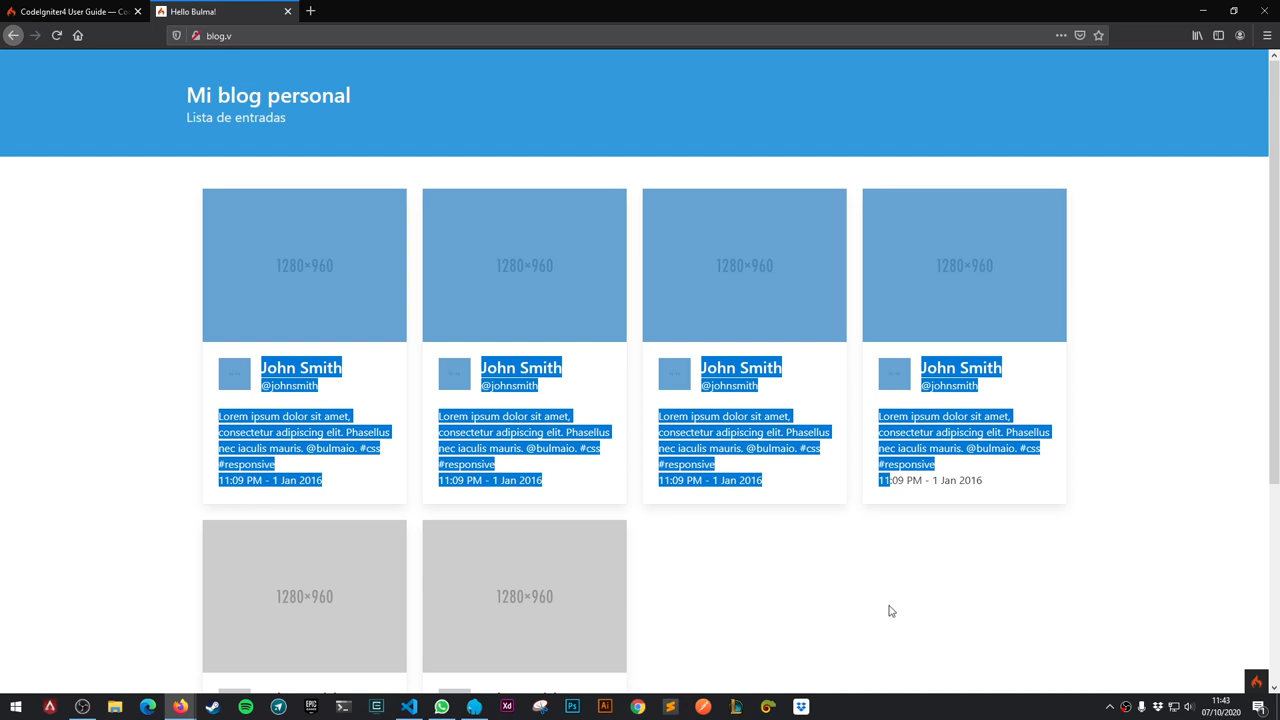 CodeIgniter4 User Guide — Co
Hello Bulma!
blog.v
Mi blog personal
Lista de entradas
1280×960
1280×960
1280×960
1280×960
John Smith
@johnsmith
Lorem ipsum dolor sit amet,
consectetur adipiscing elit. Phasellus
nec iaculis mauris. @bulmaio. #css
#responsive
11:09 PM - 1 Jan 2016
John Smith
@johnsmith
Lorem ipsum dolor sit amet,
consectetur adipiscing elit. Phasellus
nec iaculis mauris. @bulmaio. #css
#responsive
11:09 PM - 1 Jan 2016
John Smith
@johnsmith
Lorem ipsum dolor sit amet,
consectetur adipiscing elit. Phasellus
nec iaculis mauris. @bulmaio. #css
#responsive
11:09 PM - 1 Jan 2016
John Smith
@johnsmith
Lorem ipsum dolor sit amet,
consectetur adipiscing elit. Phasellus
nec iaculis mauris. @bulmaio. #css
#responsive
11:09 PM - 1 Jan 2016
1280×960
1280×960
EPIC
Xd
Ps
Ai
11:43
07/10/2020